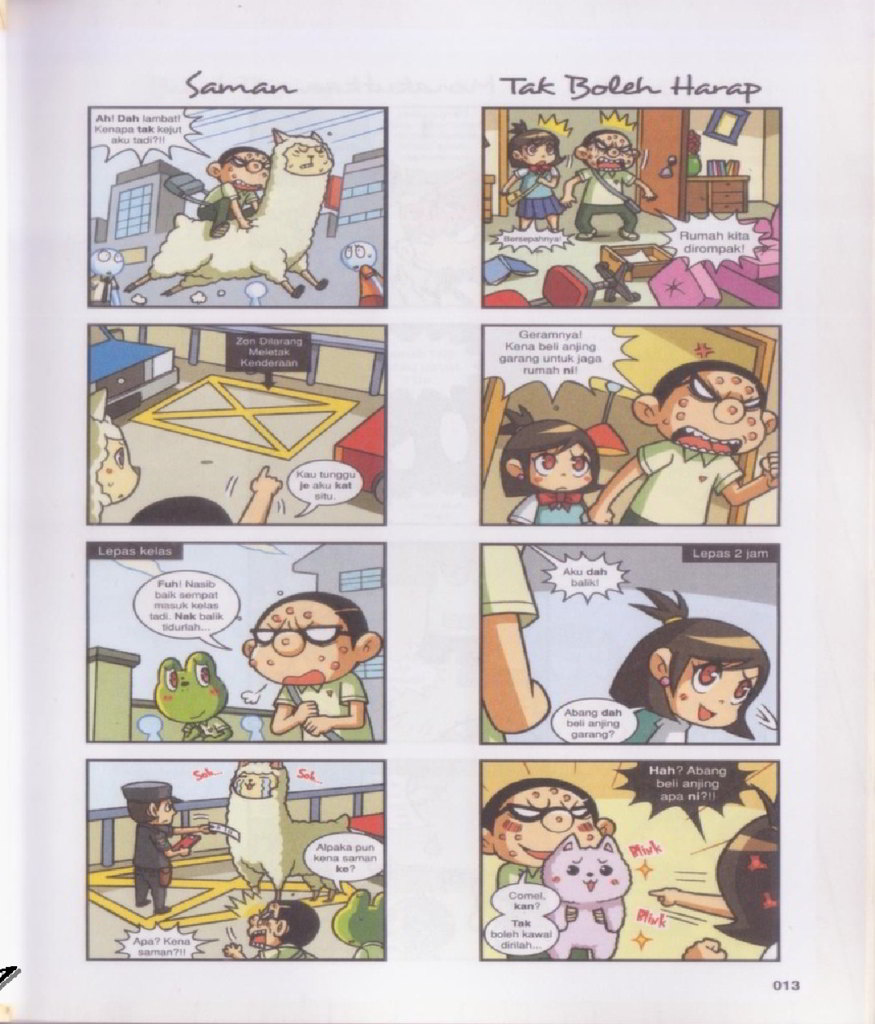 Saman
Ah! Dah lambat!
Kenapa tak kejut
aku tadi?!!
Zon Dilarang
Meletak
Kenderaan
Kau tunggu
je aku kat
situ.
Lepas kelas
Fuh! Nasib
baik sempat
masuk kelas
tadi. Nak balik
tidurlah...
Sob...
Sob...
Alpaka pun
kena saman
ke?
Apa? Kena
saman?!!
Tak Boleh Harap
Bersepahnya!
Rumah kita
dirompak!
Geramnya!
Kena beli anjing
garang untuk jaga
rumah ni!
Lepas 2 jam
Aku dah
balik!
Abang dah
beli anjing
garang?
Hah? Abang
beli anjing
apa ni?!!
Blink
Blink
Comel,
kan?
Tak
boleh kawal
dirilah...
013